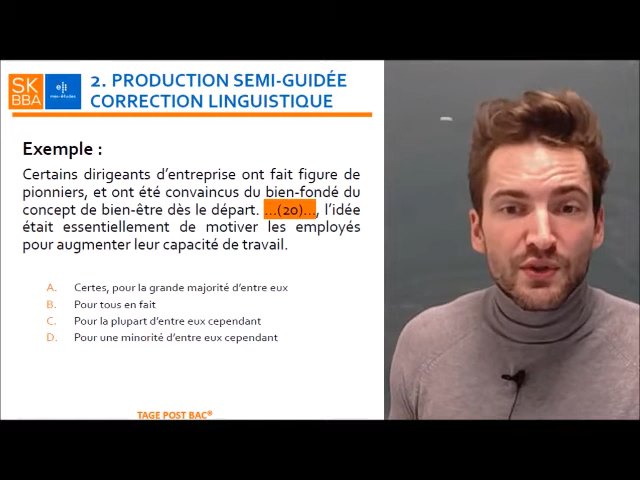 SK
BBA
mes-études
2. PRODUCTION SEMI-GUIDÉE
CORRECTION LINGUISTIQUE
Exemple :
Certains dirigeants d'entreprise ont fait figure de
pionniers, et ont été convaincus du bien-fondé du
concept de bien-être dès le départ. ...(20)..., l'idée
était essentiellement de motiver les employés
pour augmenter leur capacité de travail.
A. Certes, pour la grande majorité d'entre eux
B. Pour tous en fait
C. Pour la plupart d'entre eux cependant
D. Pour une minorité d'entre eux cependant
TAGE POST BAC®